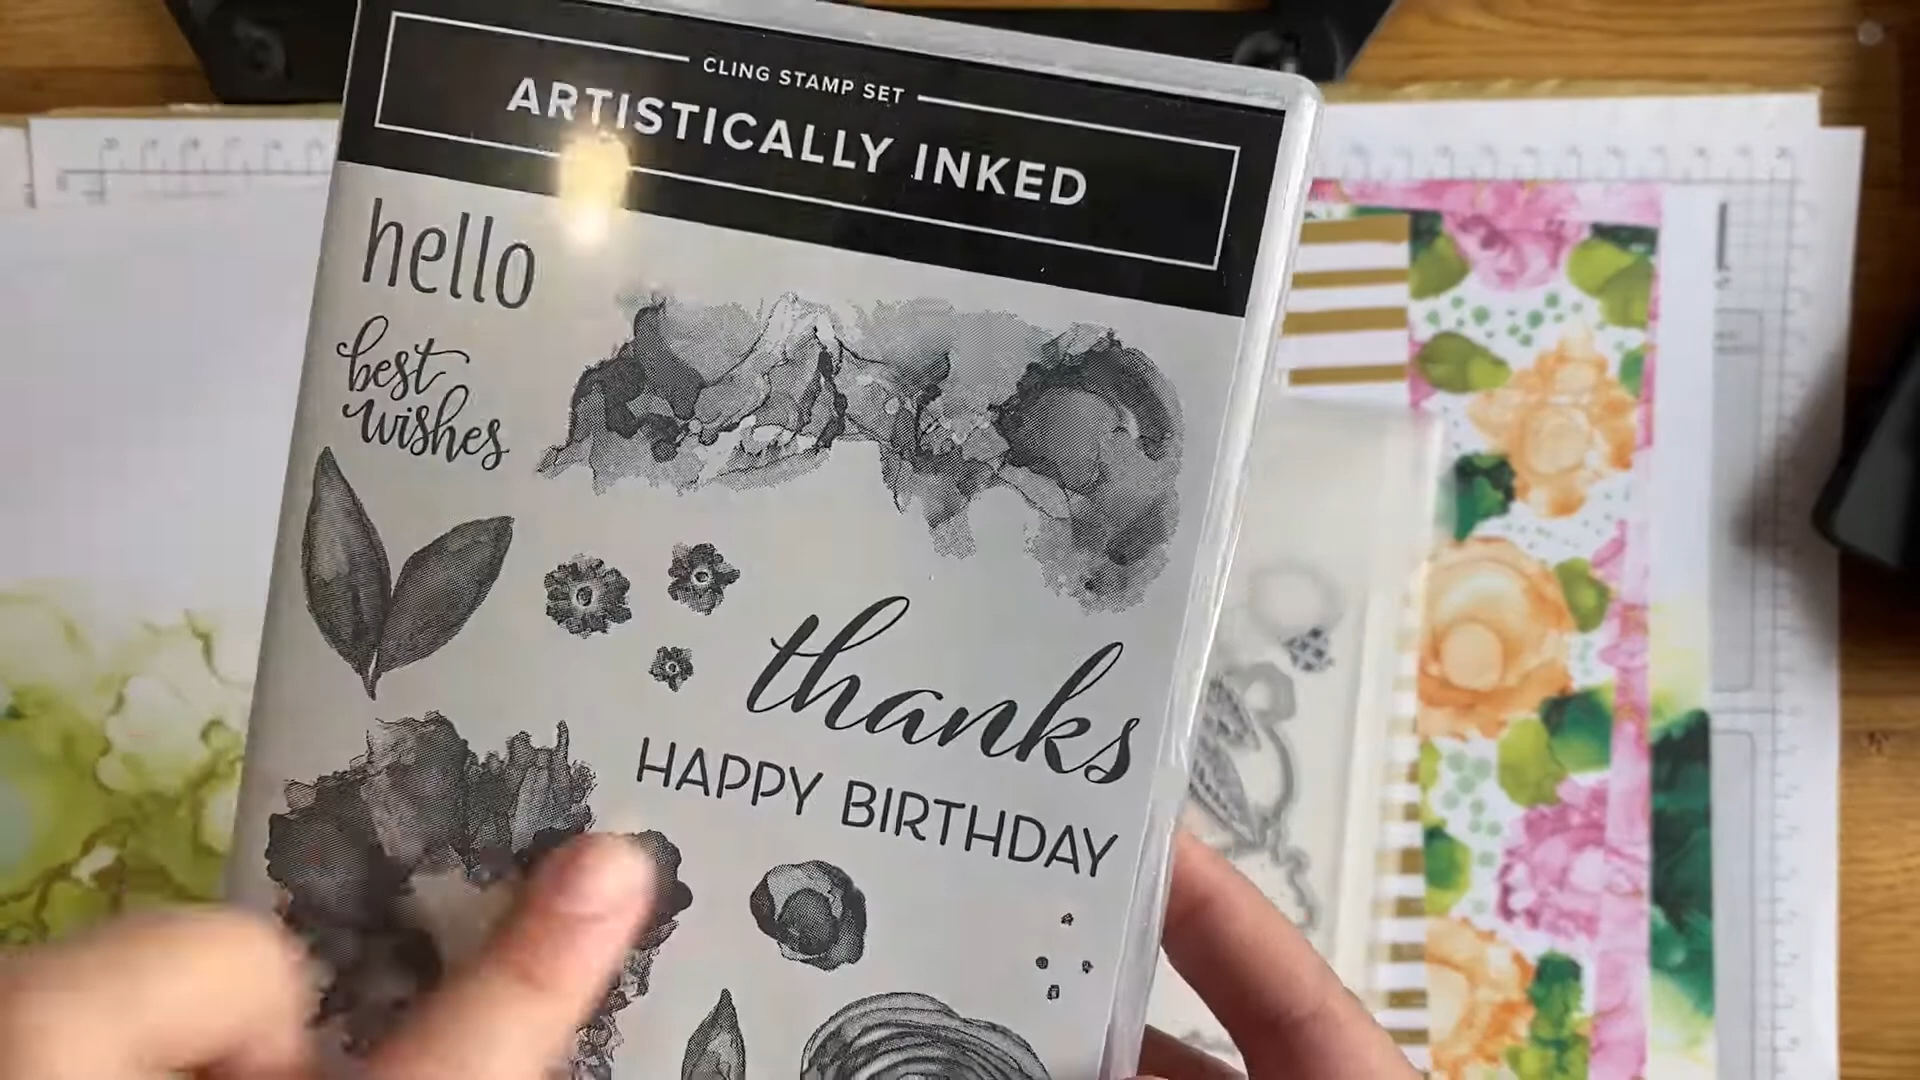 CLING STAMP SET
ARTISTICALLY INKED
hello
best
wishes
thanks
HAPPY BIRTHDAY